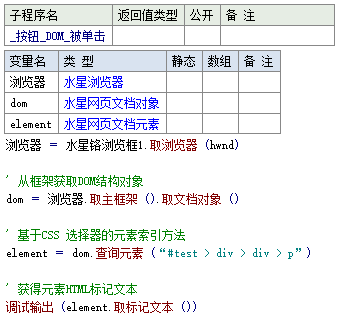 子程序名 返回值类型 公开 备 注
_按钮_DOM_被单击
变量名 类 型 静态 数组 备 注
浏览器 水星浏览器
dom 水星网页文档对象
element 水星网页文档元素
浏览器 = 水星铬浏览框1.取浏览器 (hwnd)
' 从框架获取DOM结构对象
dom = 浏览器.取主框架 ().取文档对象 ()
' 基于CSS 选择器的元素索引方法
element = dom.查询元素 (“#test > div > div > p”)
' 获得元素HTML标记文本
调试输出 (element.取标记文本 ())